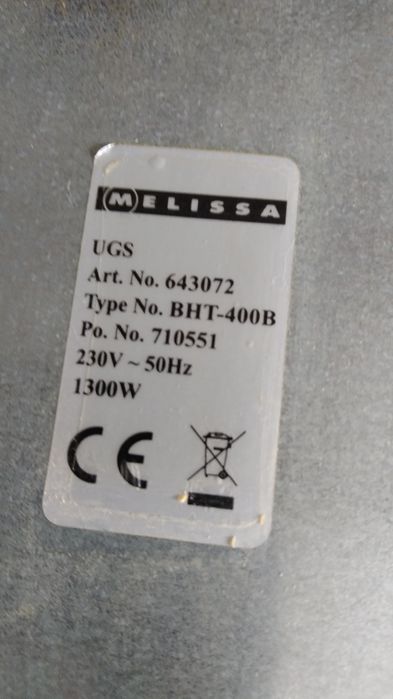 MELISSA
UGS
Art. No. 643072
Type No. BHT-400B
Po. No. 710551
230V ~ 50Hz
1300W
CE